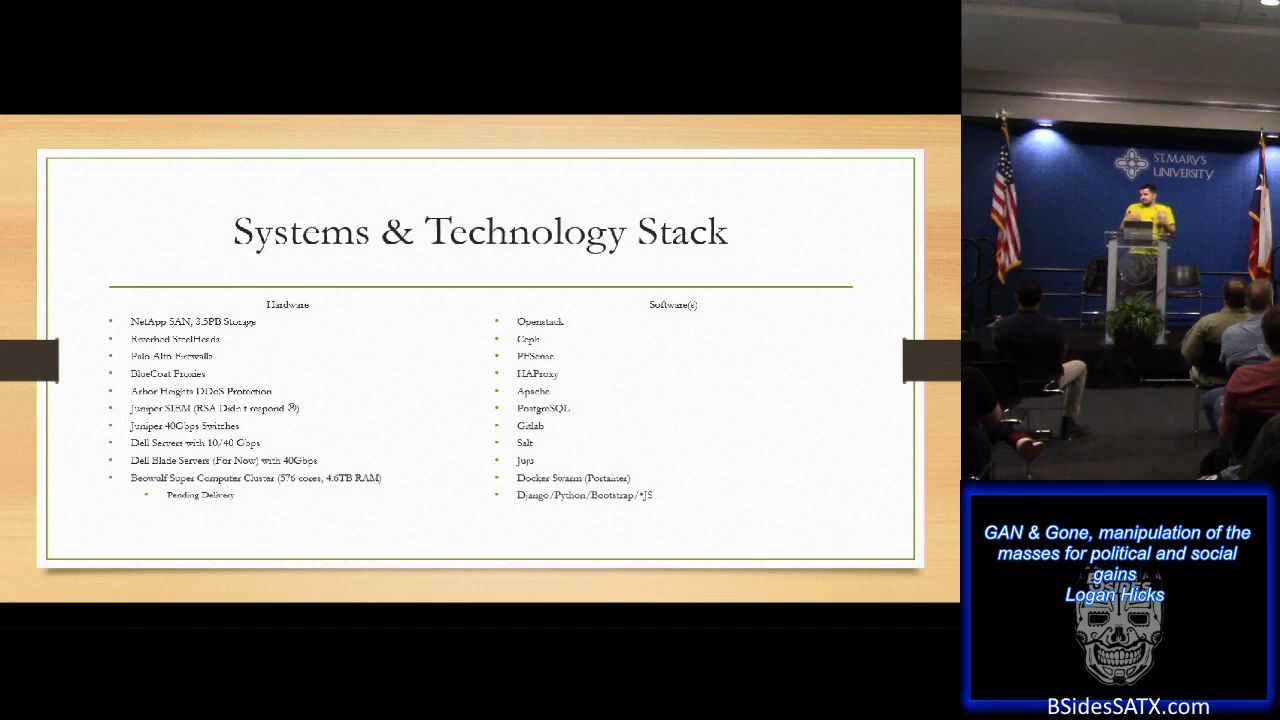 Systems & Technology Stack
Hardware
NetApp SAN, 3.5PB Storage
Riverbed SteelHeads
Palo Alto Firewalls
BlueCoat Proxies
Arbor Heights DDoS Protection
Juniper SIEM (RSA Didn't respond ☹)
Juniper 40Gbps Switches
Dell Servers with 10/40 Gbps
Dell Blade Servers (For Now) with 40Gbps
Beowulf Super Computer Cluster (576 cores, 4.6TB RAM)
Pending Delivery
Software(s)
Openstack
Ceph
PFSense
HAProxy
Apache
PostgreSQL
Gitlab
Salt
Juju
Docker Swarm (Portainer)
Django/Python/Bootstrap/*JS
ST. MARY'S
UNIVERSITY
GAN & Gone, manipulation of the
masses for political and social
gains
Logan Hicks
BSIDES
BSidesSATX.com